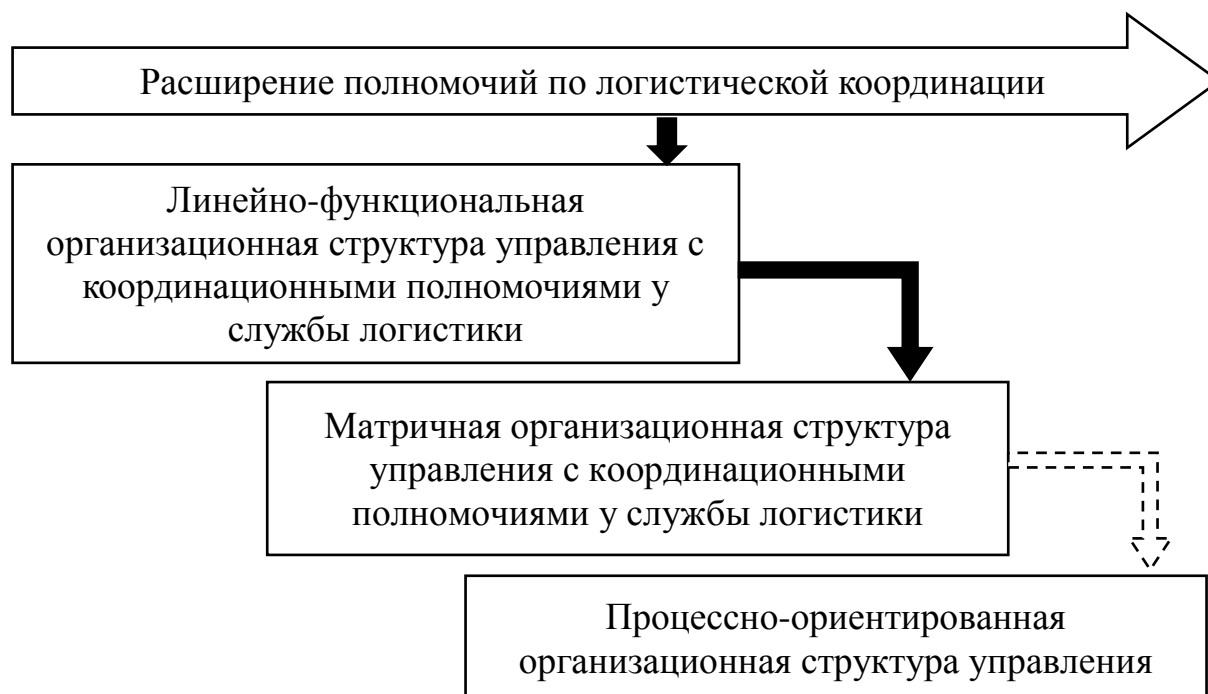 Расширение полномочий по логистической координации
Линейно-функциональная
организационная структура управления с
координационными полномочиями у
службы логистики
Матричная организационная структура
управления с координационными
полномочиями у службы логистики
Процессно-ориентированная
организационная структура управления